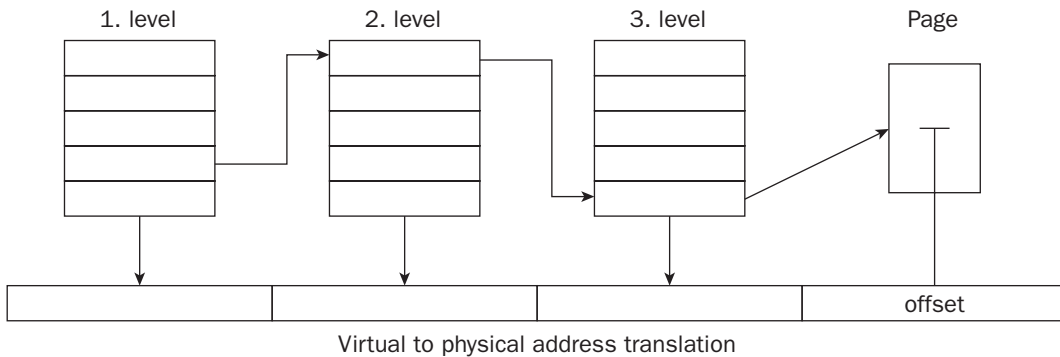 1. level
2. level
3. level
Page
offset
Virtual to physical address translation